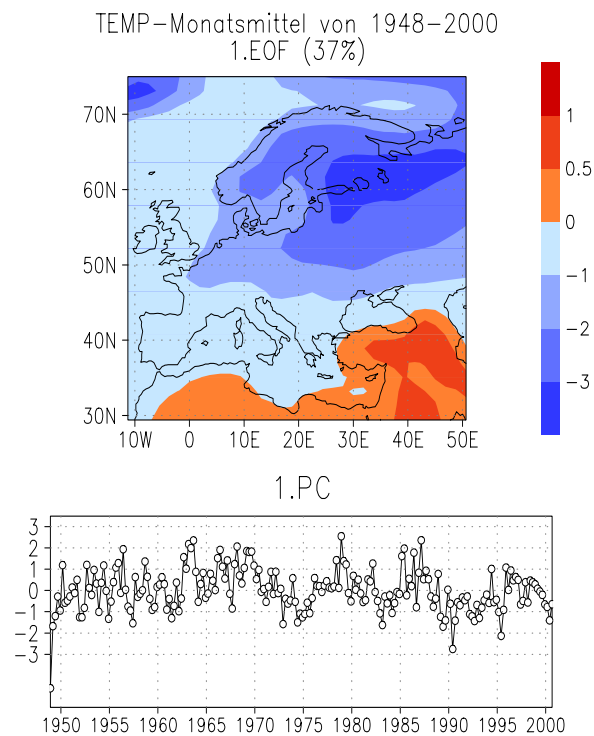 TEMP-Monatsmittel von 1948-2000
1.EOF (37%)
70N
60N
50N
40N
30N
10W 0 10E 20E 30E 40E 50E
1
0.5
0
-1
-2
-3
1.PC
3
2
1
0
-1
-2
-3
1950 1955 1960 1965 1970 1975 1980 1985 1990 1995 2000